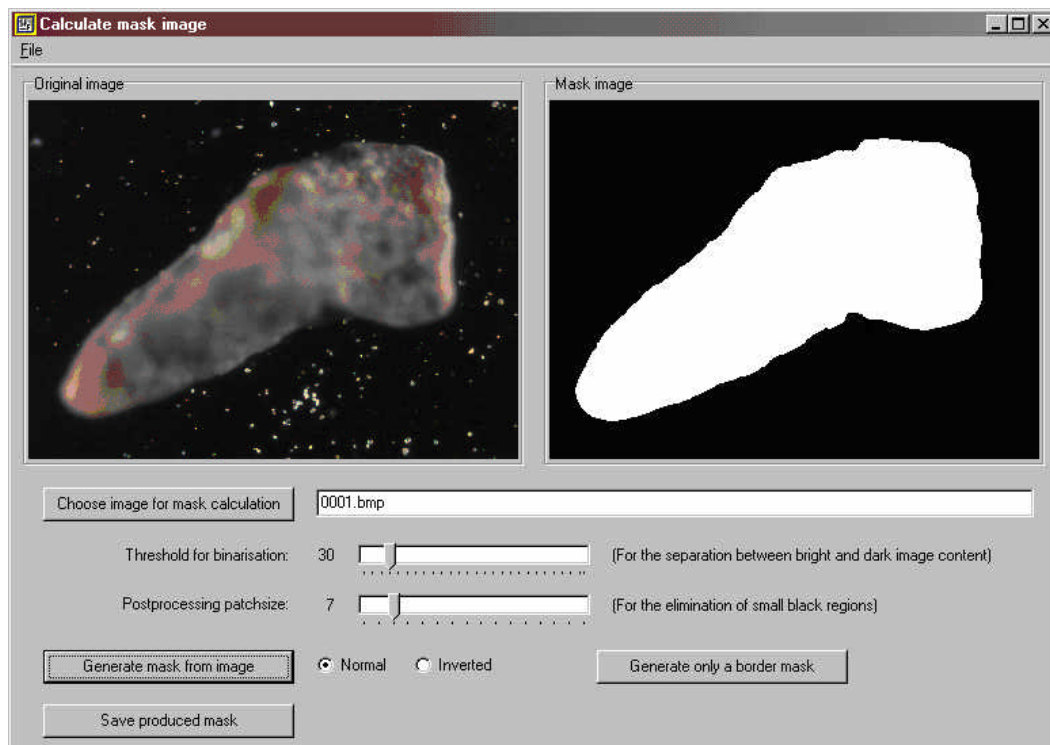 Calculate mask image
File
Original image
Mask image
Choose image for mask calculation
0001.bmp
Threshold for binarisation:
30
(For the separation between bright and dark image content)
Postprocessing patchsize:
7
(For the elimination of small black regions)
Generate mask from image
Normal
Inverted
Generate only a border mask
Save produced mask